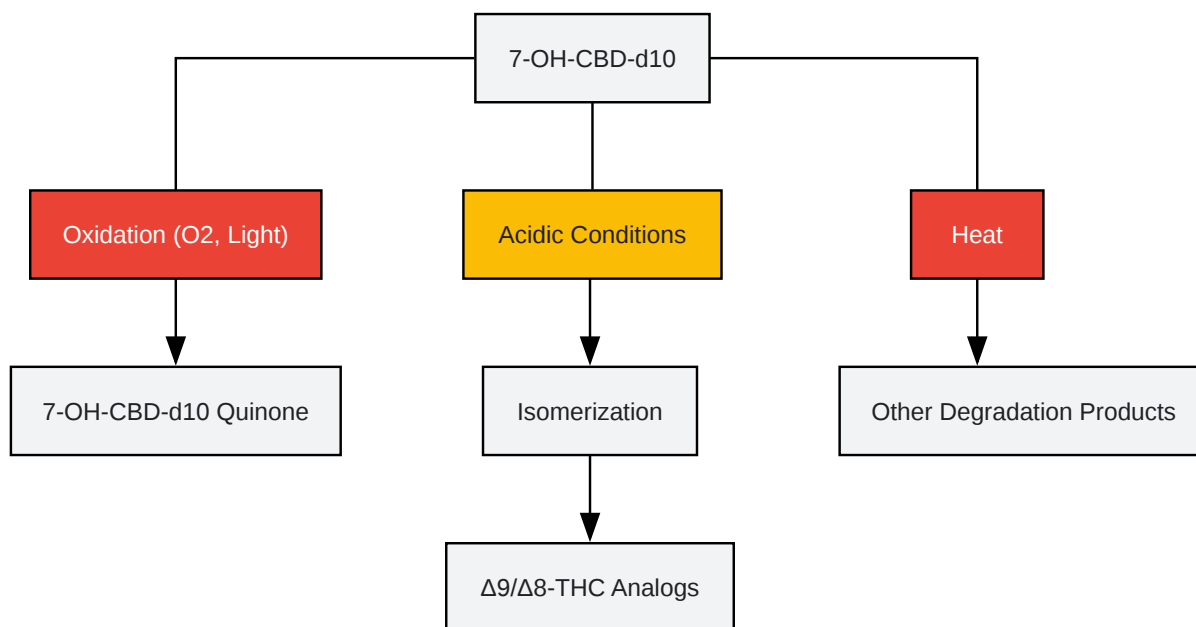 7-OH-CBD-d10
Oxidation (O2, Light)
Acidic Conditions
Heat
7-OH-CBD-d10 Quinone
Isomerization
Other Degradation Products
Δ9/Δ8-THC Analogs